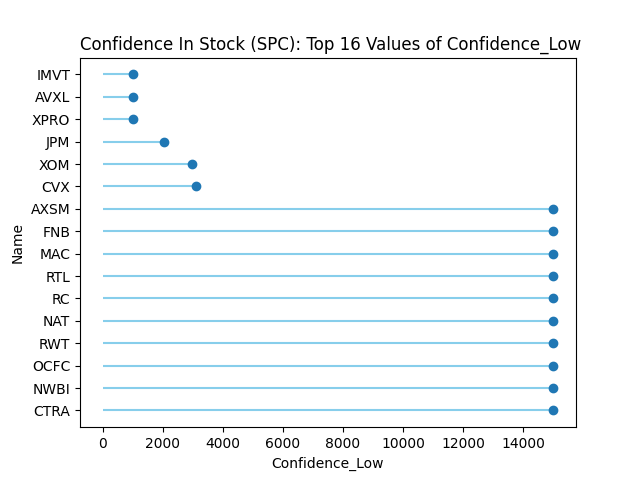 Confidence In Stock (SPC): Top 16 Values of Confidence_Low
IMVT
AVXL
XPRO
JPM
XOM
CVX
AXSM
FNB
MAC
RTL
RC
NAT
RWT
OCFC
NWBI
CTRA
Name
0 2000 4000 6000 8000 10000 12000 14000
Confidence_Low